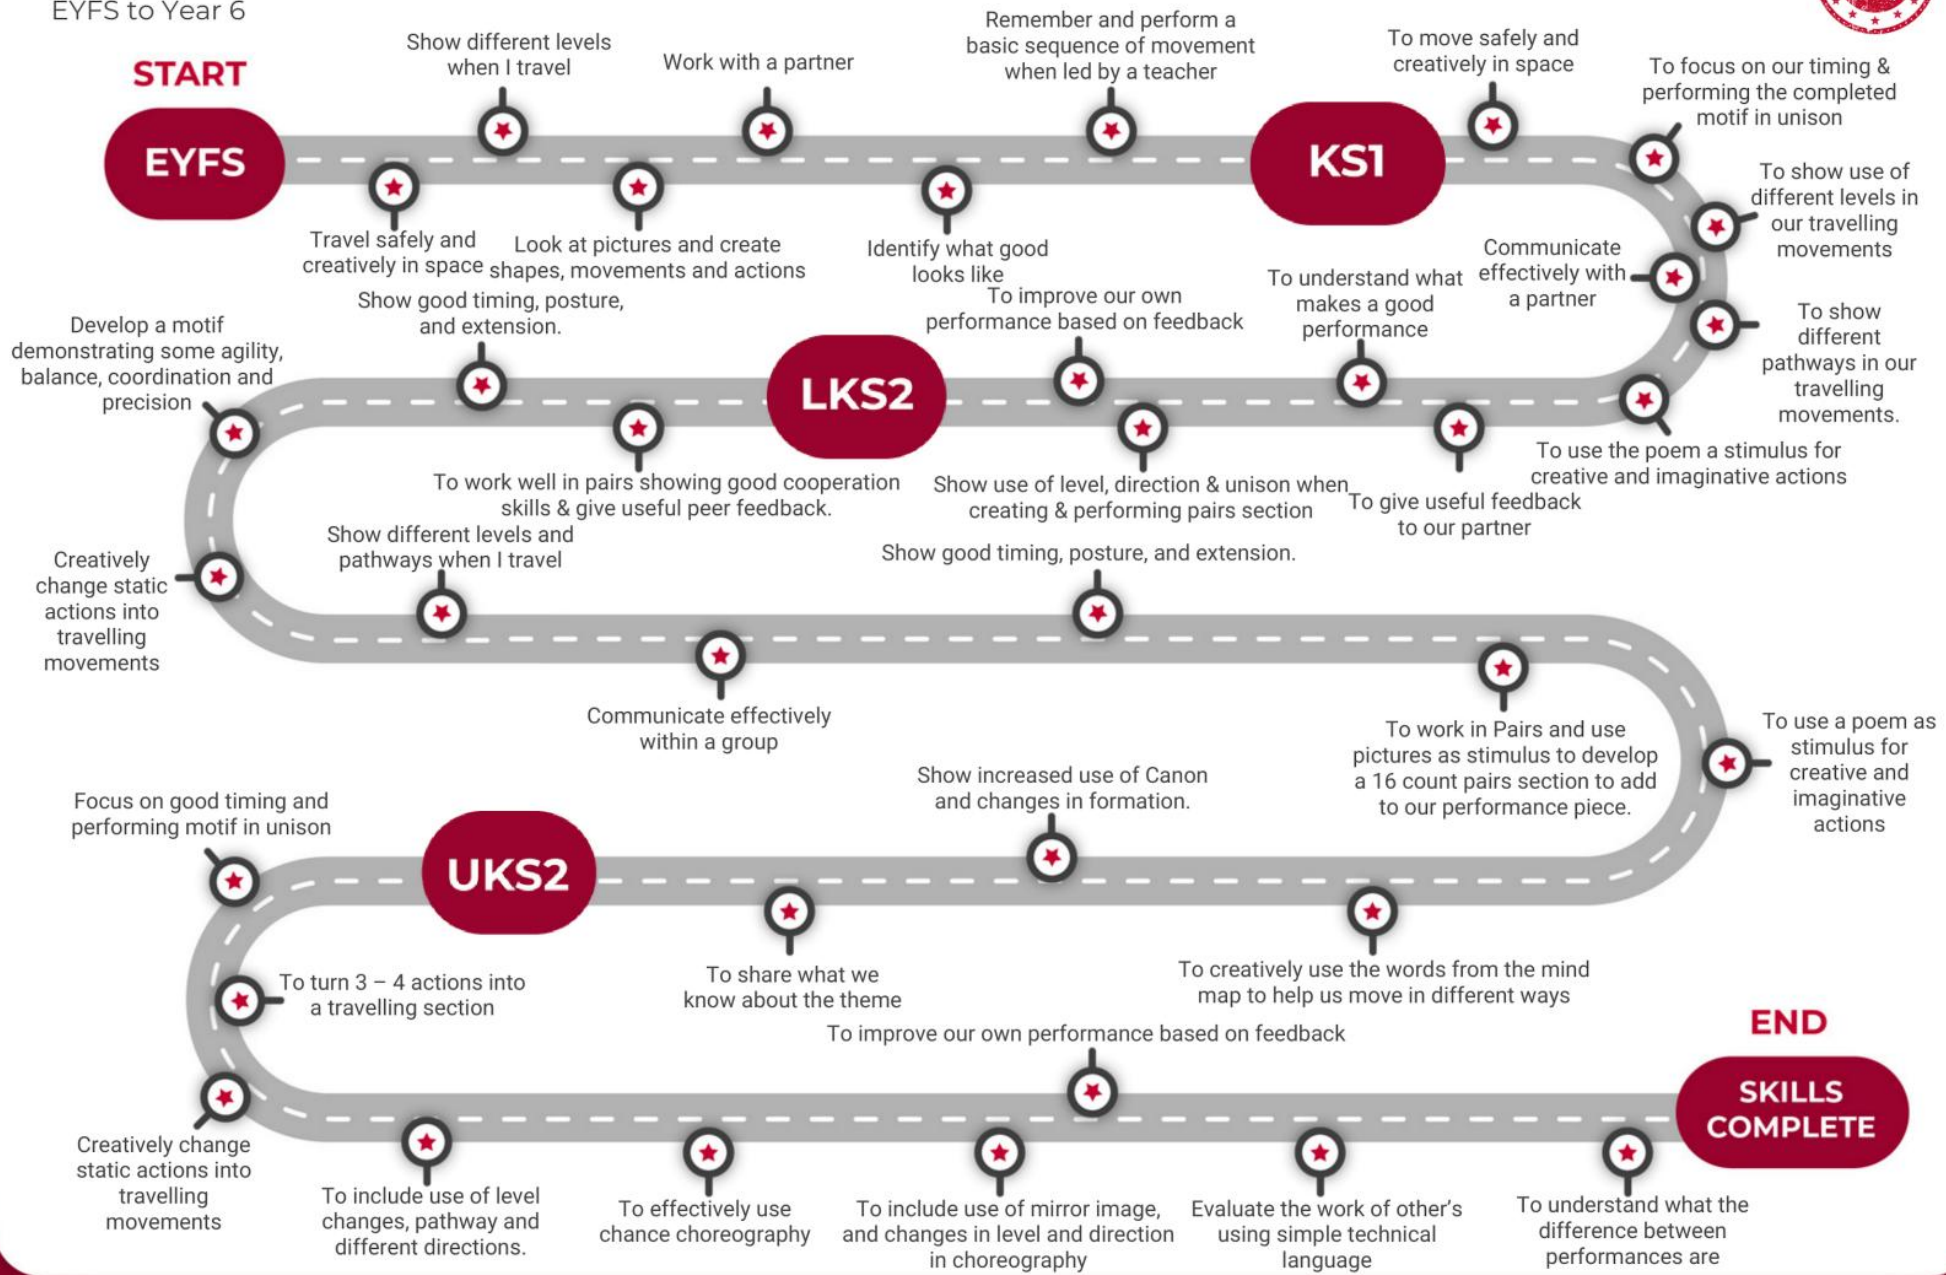 EYFS to Year 6
START
EYFS
Travel safely and
creatively in space
Show different levels
when I travel
Look at pictures and create
shapes, movements and actions
Work with a partner
Identify what good
looks like
Remember and perform a
basic sequence of movement
when led by a teacher
KS1
To move safely and
creatively in space
To focus on our timing &
performing the completed
motif in unison
To show use of
different levels in
our travelling
movements
Communicate
effectively with
a partner
To show
different
pathways in our
travelling
movements.
To use the poem a stimulus for
creative and imaginative actions
To give useful feedback
to our partner
To understand what
makes a good
performance
Show use of level, direction & unison when
creating & performing pairs section
To improve our own
performance based on feedback
LKS2
To work well in pairs showing good cooperation
skills & give useful peer feedback.
Show good timing, posture,
and extension.
Develop a motif
demonstrating some agility,
balance, coordination and
precision
Creatively
change static
actions into
travelling
movements
Show different levels and
pathways when I travel
Communicate effectively
within a group
Show good timing, posture, and extension.
To work in Pairs and use
pictures as stimulus to develop
a 16 count pairs section to add
to our performance piece.
To use a poem as
stimulus for
creative and
imaginative
actions
To creatively use the words from the mind
map to help us move in different ways
Show increased use of Canon
and changes in formation.
To share what we
know about the theme
UKS2
Focus on good timing and
performing motif in unison
To turn 3 – 4 actions into
a travelling section
Creatively change
static actions into
travelling
movements
To include use of level
changes, pathway and
different directions.
To effectively use
chance choreography
To include use of mirror image,
and changes in level and direction
in choreography
To improve our own performance based on feedback
Evaluate the work of other's
using simple technical
language
To understand what the
difference between
performances are
END
SKILLS
COMPLETE